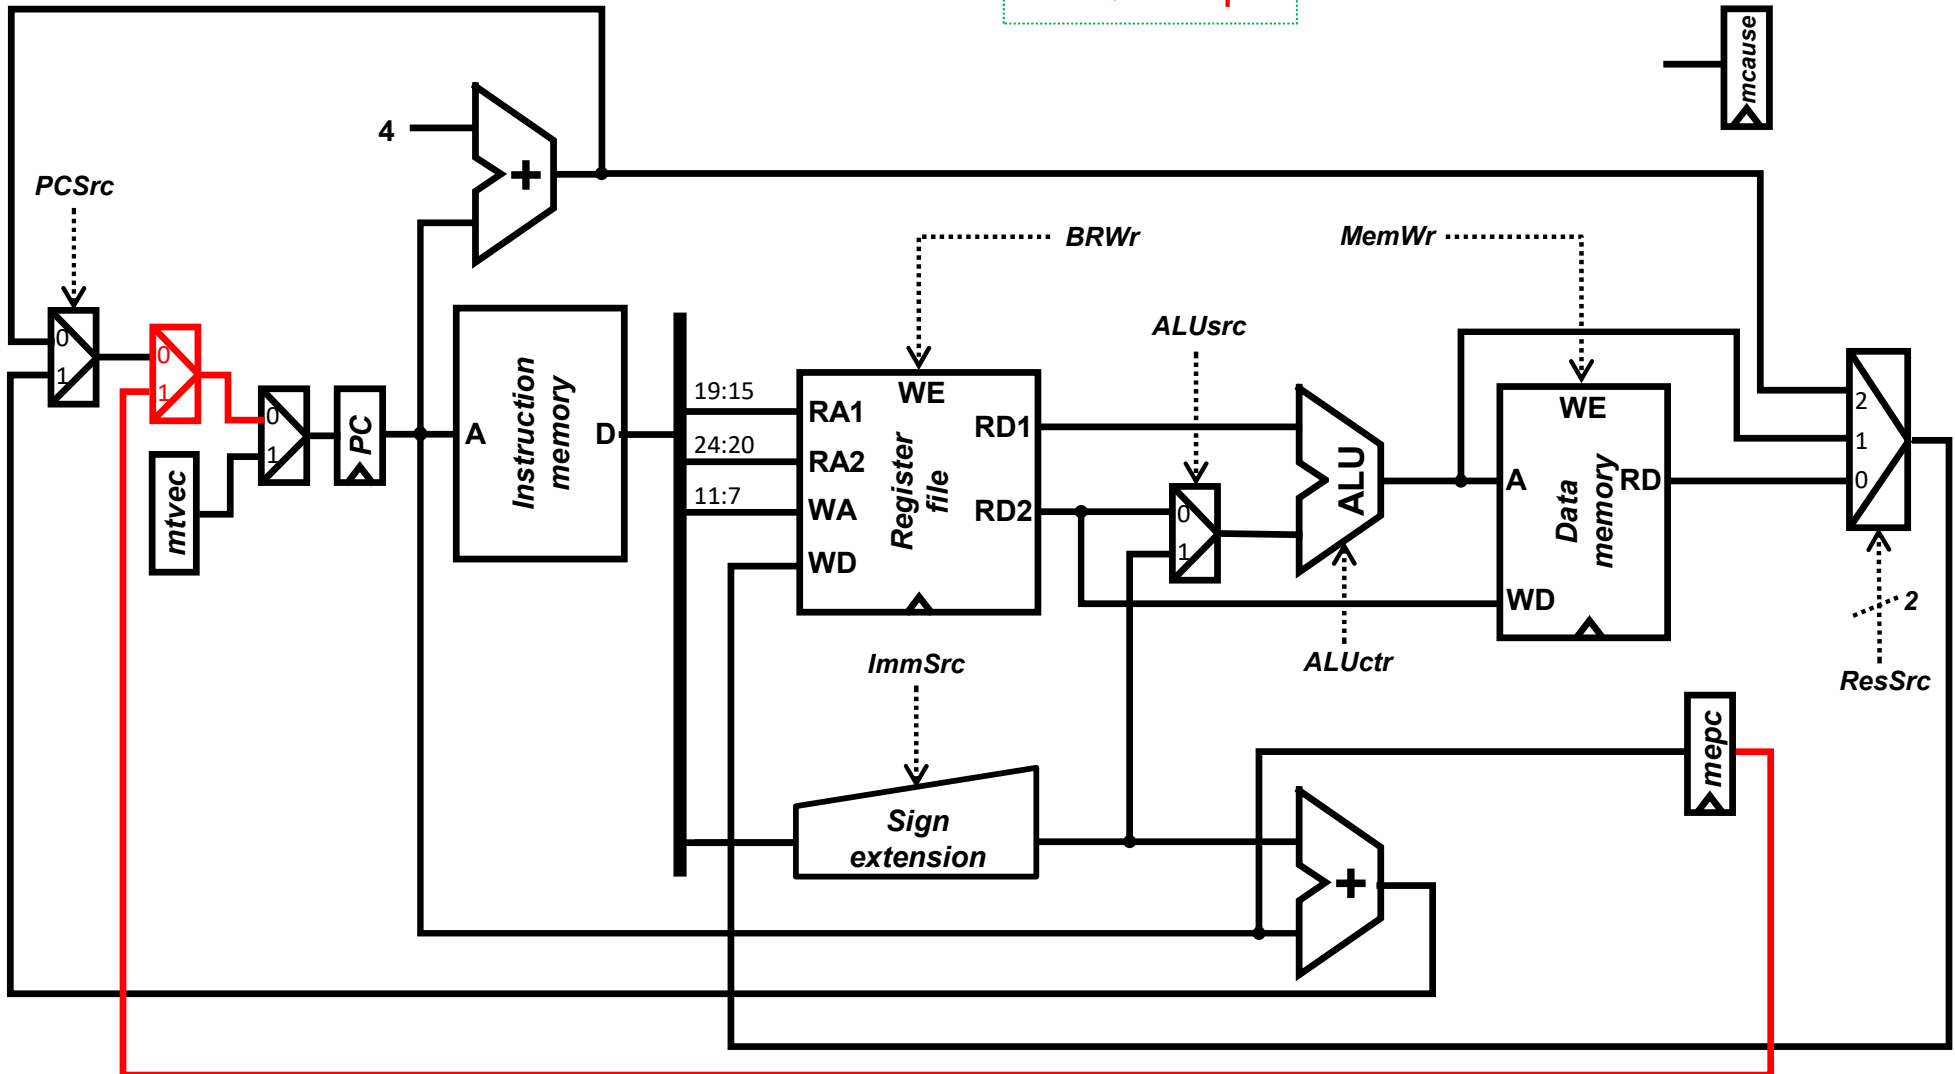 mcause
4
+
PCSrc
BRWr
MemWr
ALUsrc
0
1
0
1
0
1
PC
mtvec
A
Instruction
memory
D
19:15
24:20
11:7
WE
RA1
RA2
WA
WD
Register
file
RD1
RD2
0
1
ALU
ALUctr
WE
A
Data
memory
RD
WD
2
1
0
2
ResSrc
ImmSrc
Sign
extension
+
mepc